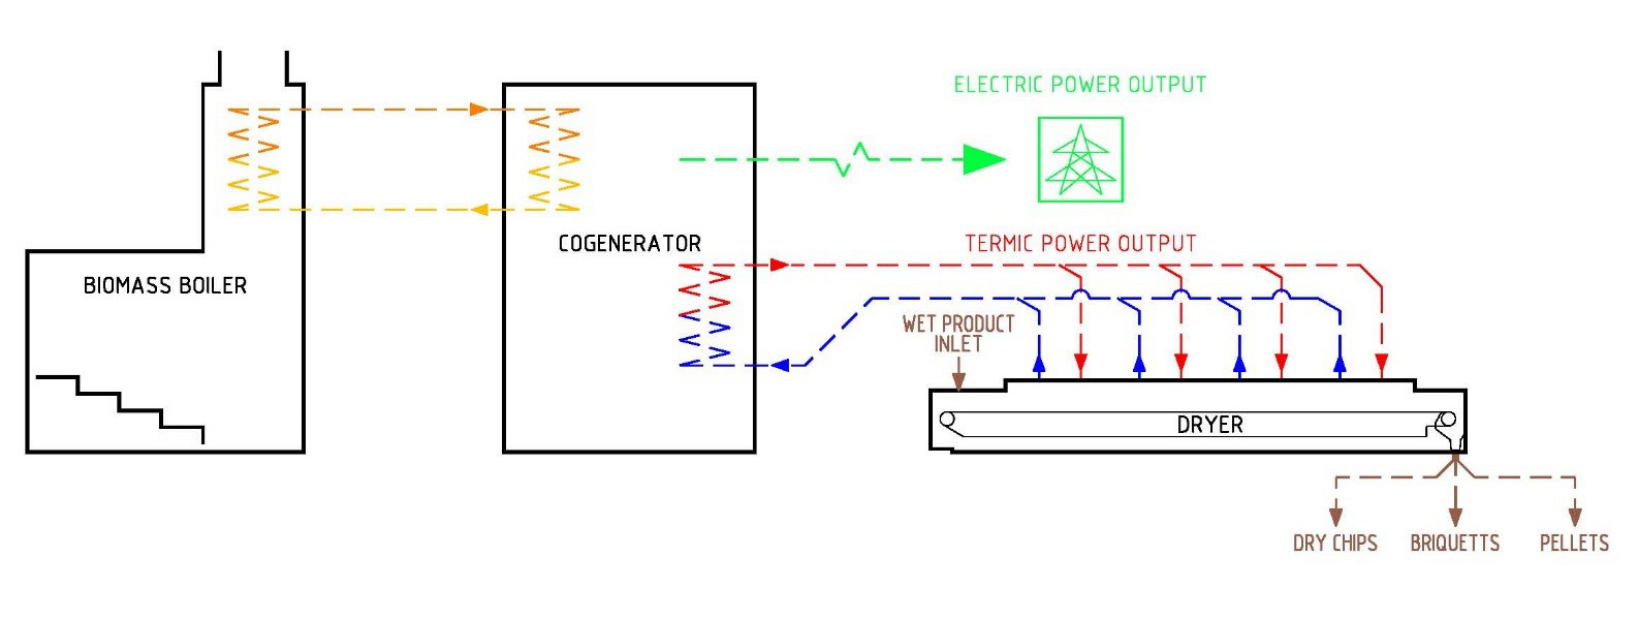 ELECTRIC POWER OUTPUT
COGENERATOR
TERMIC POWER OUTPUT
BIOMASS BOILER
WET PRODUCT
INLET
DRYER
DRY CHIPS
BRIQUETTS
PELLETS